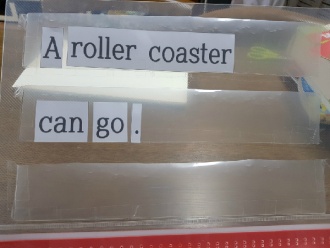 A roller coaster
can go .